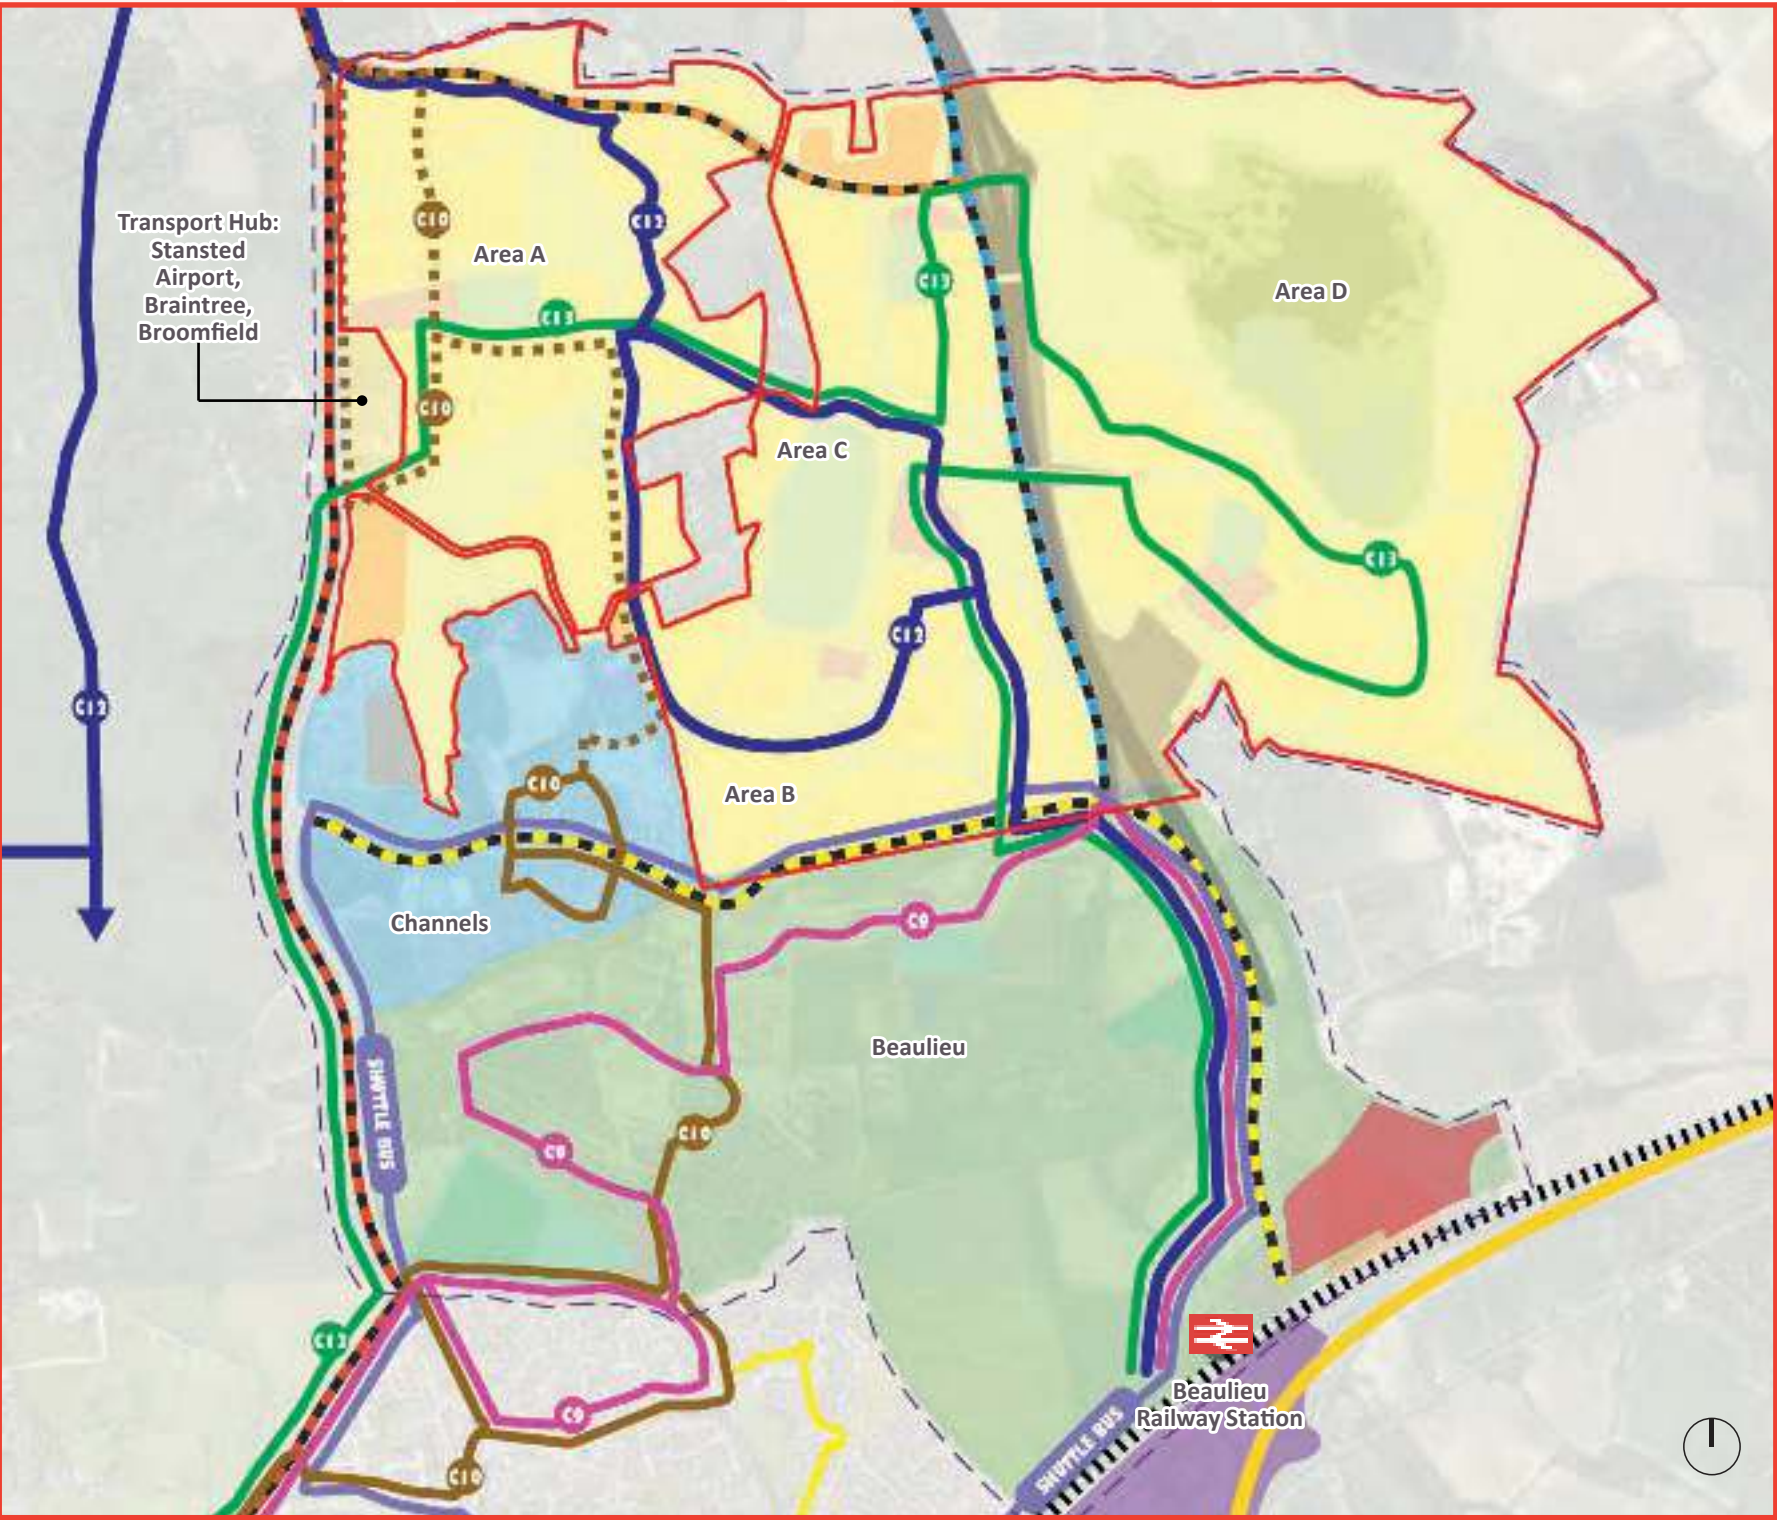 Transport Hub:
Stansted
Airport,
Braintree,
Broomfield
C10
C12
Area A
C13
C13
Area D
C10
Area C
C13
C12
C12
C10
Area B
Channels
C9
Beaulieu
SHUTTLE BUS
C10
C9
C13
Beaulieu
Railway Station
SHUTTLE BUS
C9
C10